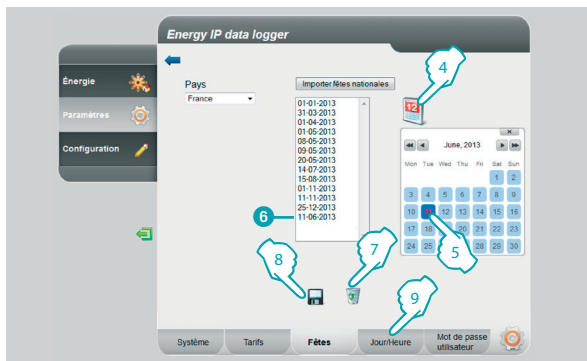 Energy IP data logger
Énergie
Paramètres
Configuration
Pays
France
Importer fêtes nationales
01-01-2013
31-03-2013
01-04-2013
01-05-2013
08-05-2013
09-05-2013
20-05-2013
14-07-2013
15-08-2013
01-11-2013
11-11-2013
25-12-2013
11-06-2013
4
12
June, 2013
Mon Tue Wed Thu Fri Sat Sun
1 2
3 4 5 6 7 8 9
10 11 12 13 14 15 16
17 18 20 21 22 23
24 25 28 29 30
5
6
7
8
9
Système
Tarifs
Fêtes
Jour/Heure
Mot de passe
utilisateur